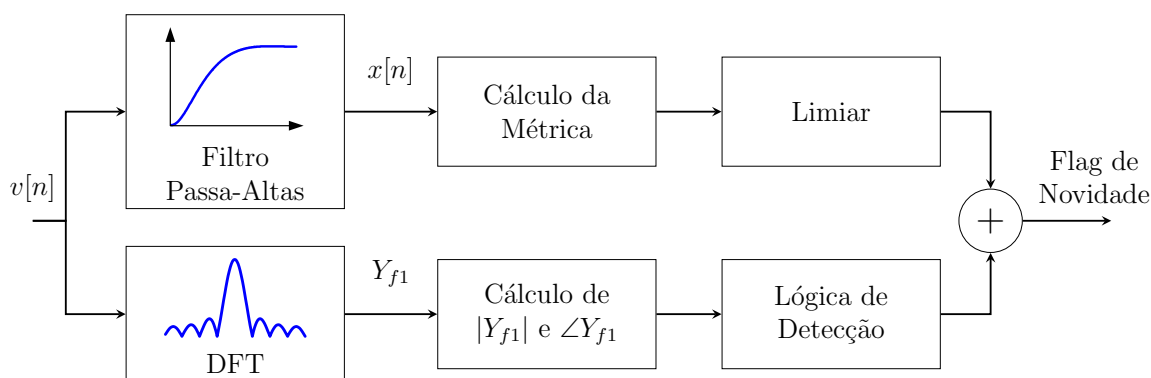 v[n]
Filtro
Passa-Altas
x[n]
Cálculo da
Métrica
Limiar
Flag de
Novidade
+
DFT
Y_{f1}
Cálculo de
|Y_{f1}| e ∠Y_{f1}
Lógica de
Detecção